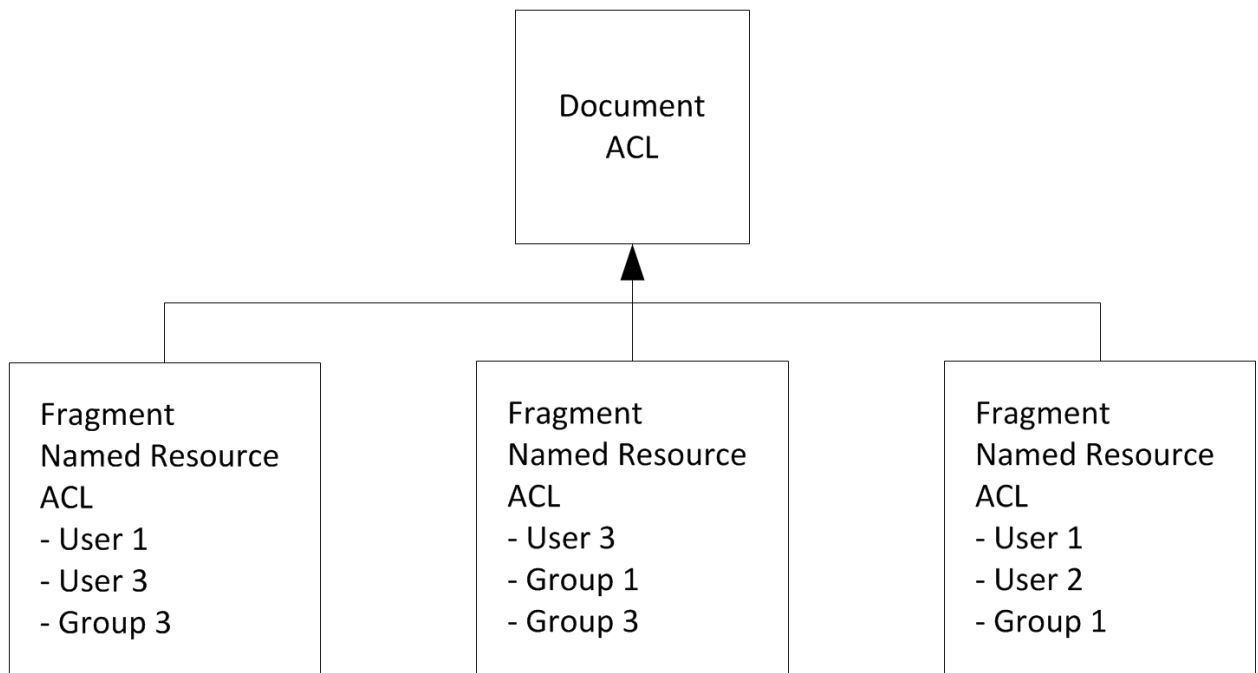 Document
ACL
Fragment
Named Resource
ACL
- User 1
- User 3
- Group 3
Fragment
Named Resource
ACL
- User 3
- Group 1
- Group 3
Fragment
Named Resource
ACL
- User 1
- User 2
- Group 1